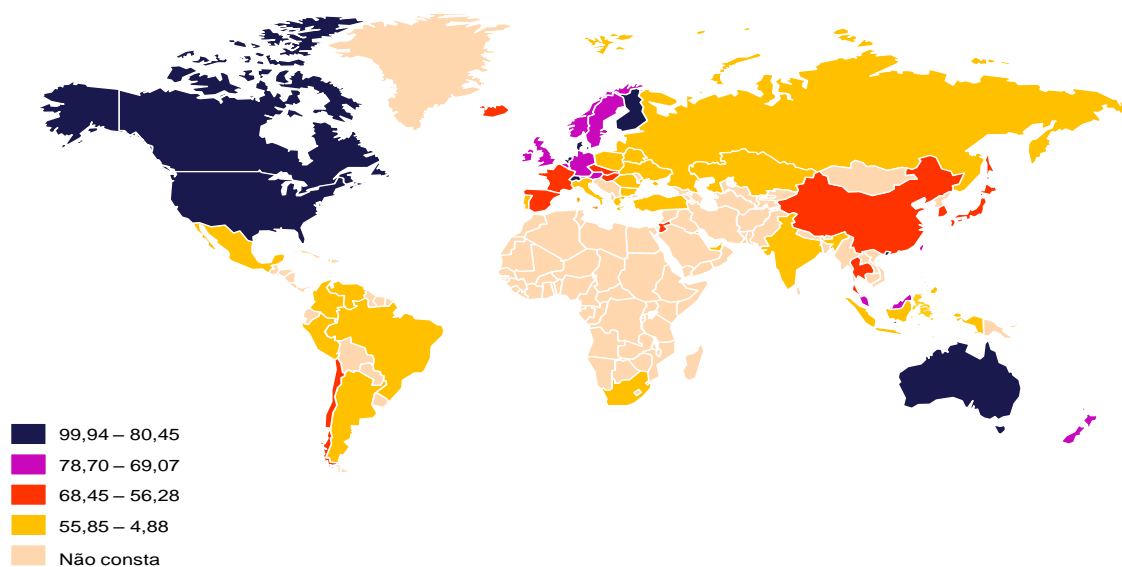 99,94 – 80,45
78,70 – 69,07
68,45 – 56,28
55,85 – 4,88
Não consta